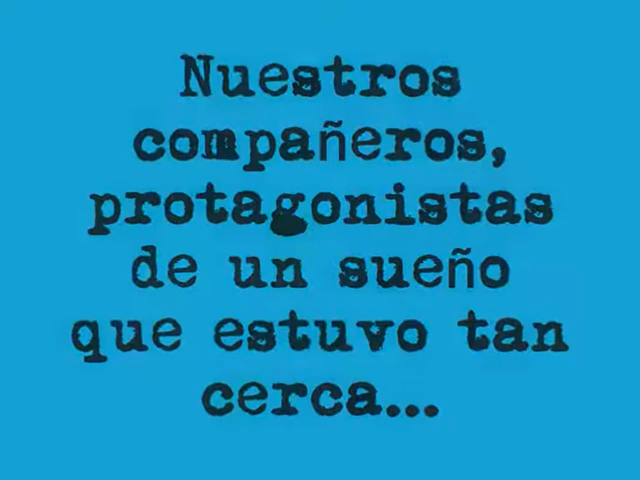 Nuestros
compañeros,
protagonistas
de un sueño
que estuvo tan
cerca...